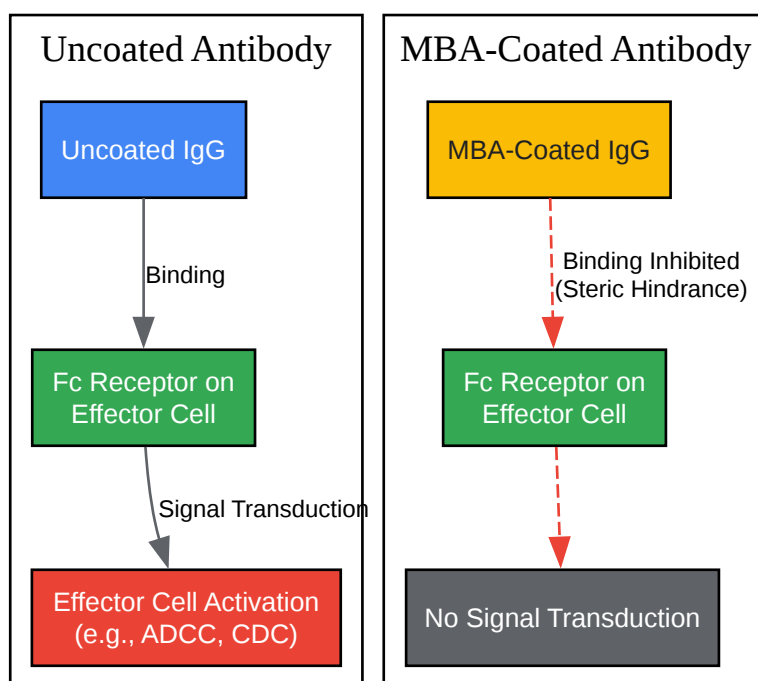 Uncoated Antibody
Uncoated IgG
Binding
Fc Receptor on
Effector Cell
Signal Transduction
Effector Cell Activation
(e.g., ADCC, CDC)
MBA-Coated Antibody
MBA-Coated IgG
Binding Inhibited
(Steric Hindrance)
Fc Receptor on
Effector Cell
No Signal Transduction